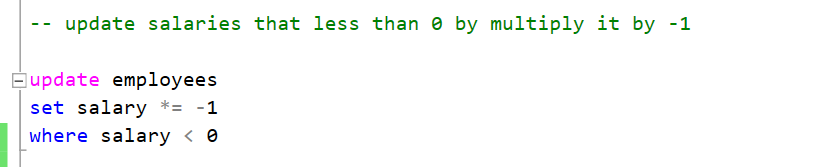 -- update salaries that less than 0 by multiply it by -1
update employees
set salary *= -1
where salary < 0